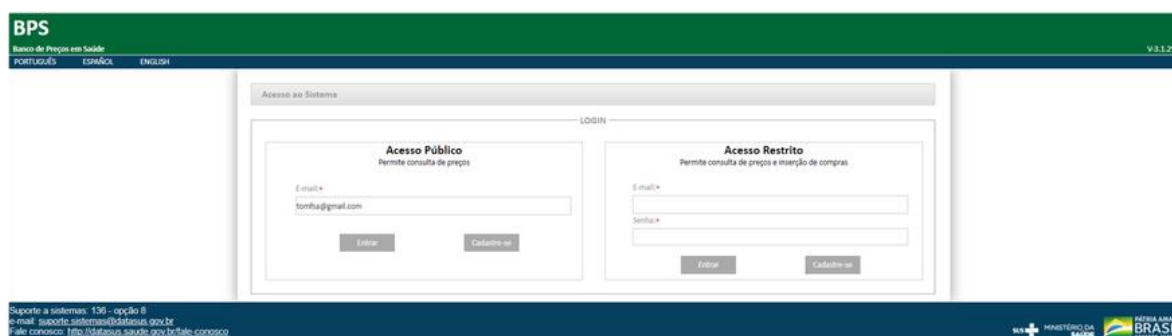 BPS
Banco de Preços em Saúde
V-3.1.2
PORTUGUÊS ESPAÑOL ENGLISH
Acesso ao Sistema
LOGIN
Acesso Público
Permite consulta de preços
E-mail:*
tomfsa@gmail.com
Entrar Cadastre-se
Acesso Restrito
Permite consulta de preços e inserção de compras
E-mail:*
Senha:*
Entrar Cadastre-se
Suporte a sistemas: 136 - opção 8
e-mail: suporte.sistemas@datasus.gov.br
Fale conosco: http://datasus.saude.gov.br/fale-conosco
SUS MINISTÉRIO DA SAÚDE
PÁTRIA AMA
BRAS